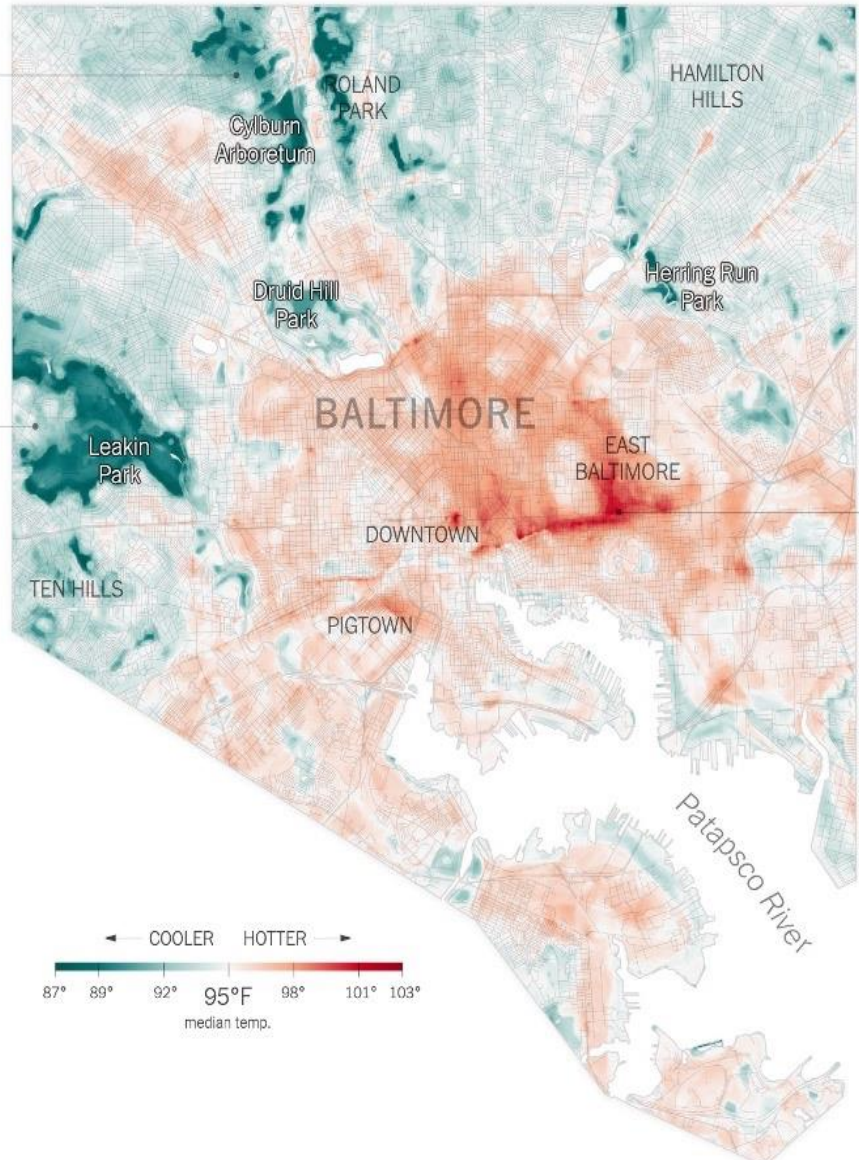 ROLAND
PARK
HAMILTON
HILLS
Cylburn
Arboretum
Druid Hill
Park
Herring Run
Park
BALTIMORE
Leakin
Park
EAST
BALTIMORE
DOWNTOWN
TEN HILLS
PIGTOWN
Patapsco River
COOLER HOTTER
87° 89° 92° 95°F 98° 101° 103°
median temp.